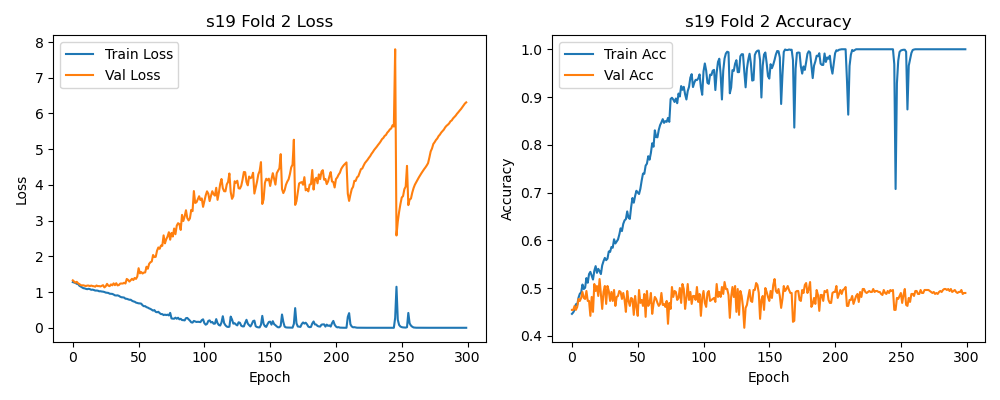 s19 Fold 2 Loss
Train Loss
Val Loss
Loss
8
7
6
5
4
3
2
1
0
0 50 100 150 200 250 300
Epoch
s19 Fold 2 Accuracy
Train Acc
Val Acc
Accuracy
1.0
0.9
0.8
0.7
0.6
0.5
0.4
0 50 100 150 200 250 300
Epoch